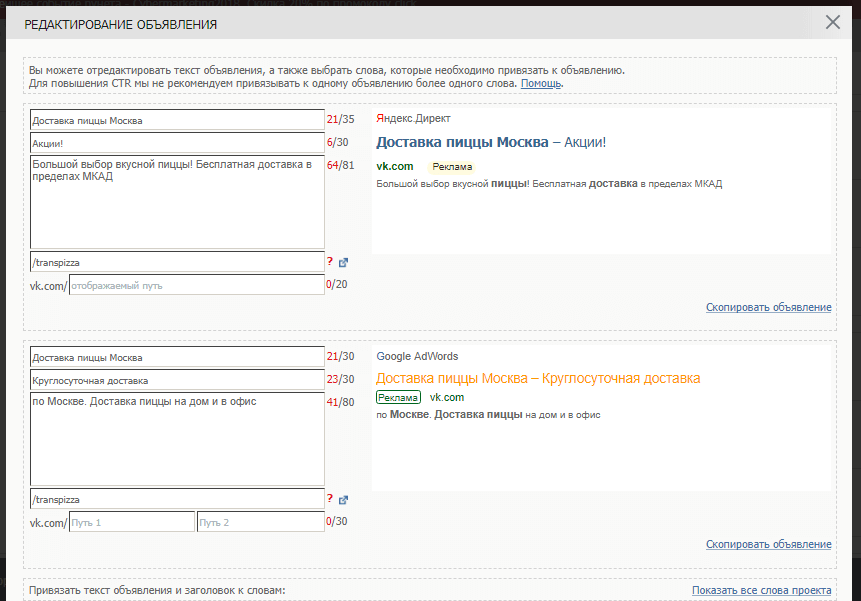 РЕДАКТИРОВАНИЕ ОБЪЯВЛЕНИЯ
Вы можете отредактировать текст объявления, а также выбрать слова, которые необходимо привязать к объявлению.
Для повышения CTR мы не рекомендуем привязывать к одному объявлению более одного слова. Помощь.
Доставка пиццы Москва 21/35
Акции! 6/30
Большой выбор вкусной пиццы! Бесплатная доставка в 64/81
пределах МКАД
/transpizza ?
vk.com/ отображаемый путь 0/20
Яндекс.Директ
Доставка пиццы Москва – Акции!
vk.com Реклама
Большой выбор вкусной пиццы! Бесплатная доставка в пределах МКАД
Скопировать объявление
Доставка пиццы Москва 21/30
Круглосуточная доставка 23/30
по Москве. Доставка пиццы на дом и в офис 41/80
/transpizza ?
vk.com/ Путь 1 Путь 2 0/30
Google AdWords
Доставка пиццы Москва – Круглосуточная доставка
Реклама vk.com
по Москве. Доставка пиццы на дом и в офис
Скопировать объявление
Привязать текст объявления и заголовок к словам: Показать все слова проекта